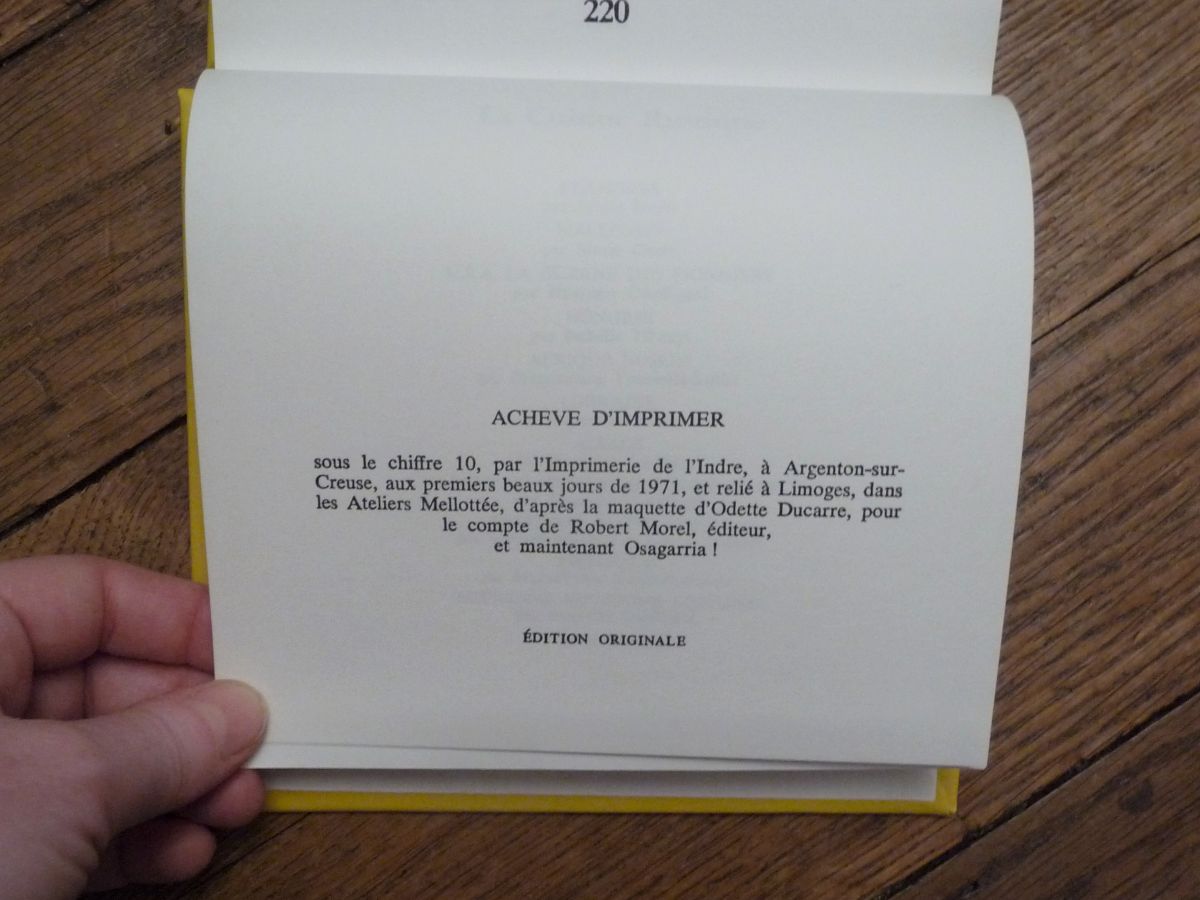 220
ACHEVE D'IMPRIMER
sous le chiffre 10, par l'Imprimerie de l'Indre, à Argenton-sur-
Creuse, aux premiers beaux jours de 1971, et relié à Limoges, dans
les Ateliers Mellottée, d'après la maquette d'Odette Ducarre, pour
le compte de Robert Morel, éditeur,
et maintenant Osagarria !
ÉDITION ORIGINALE